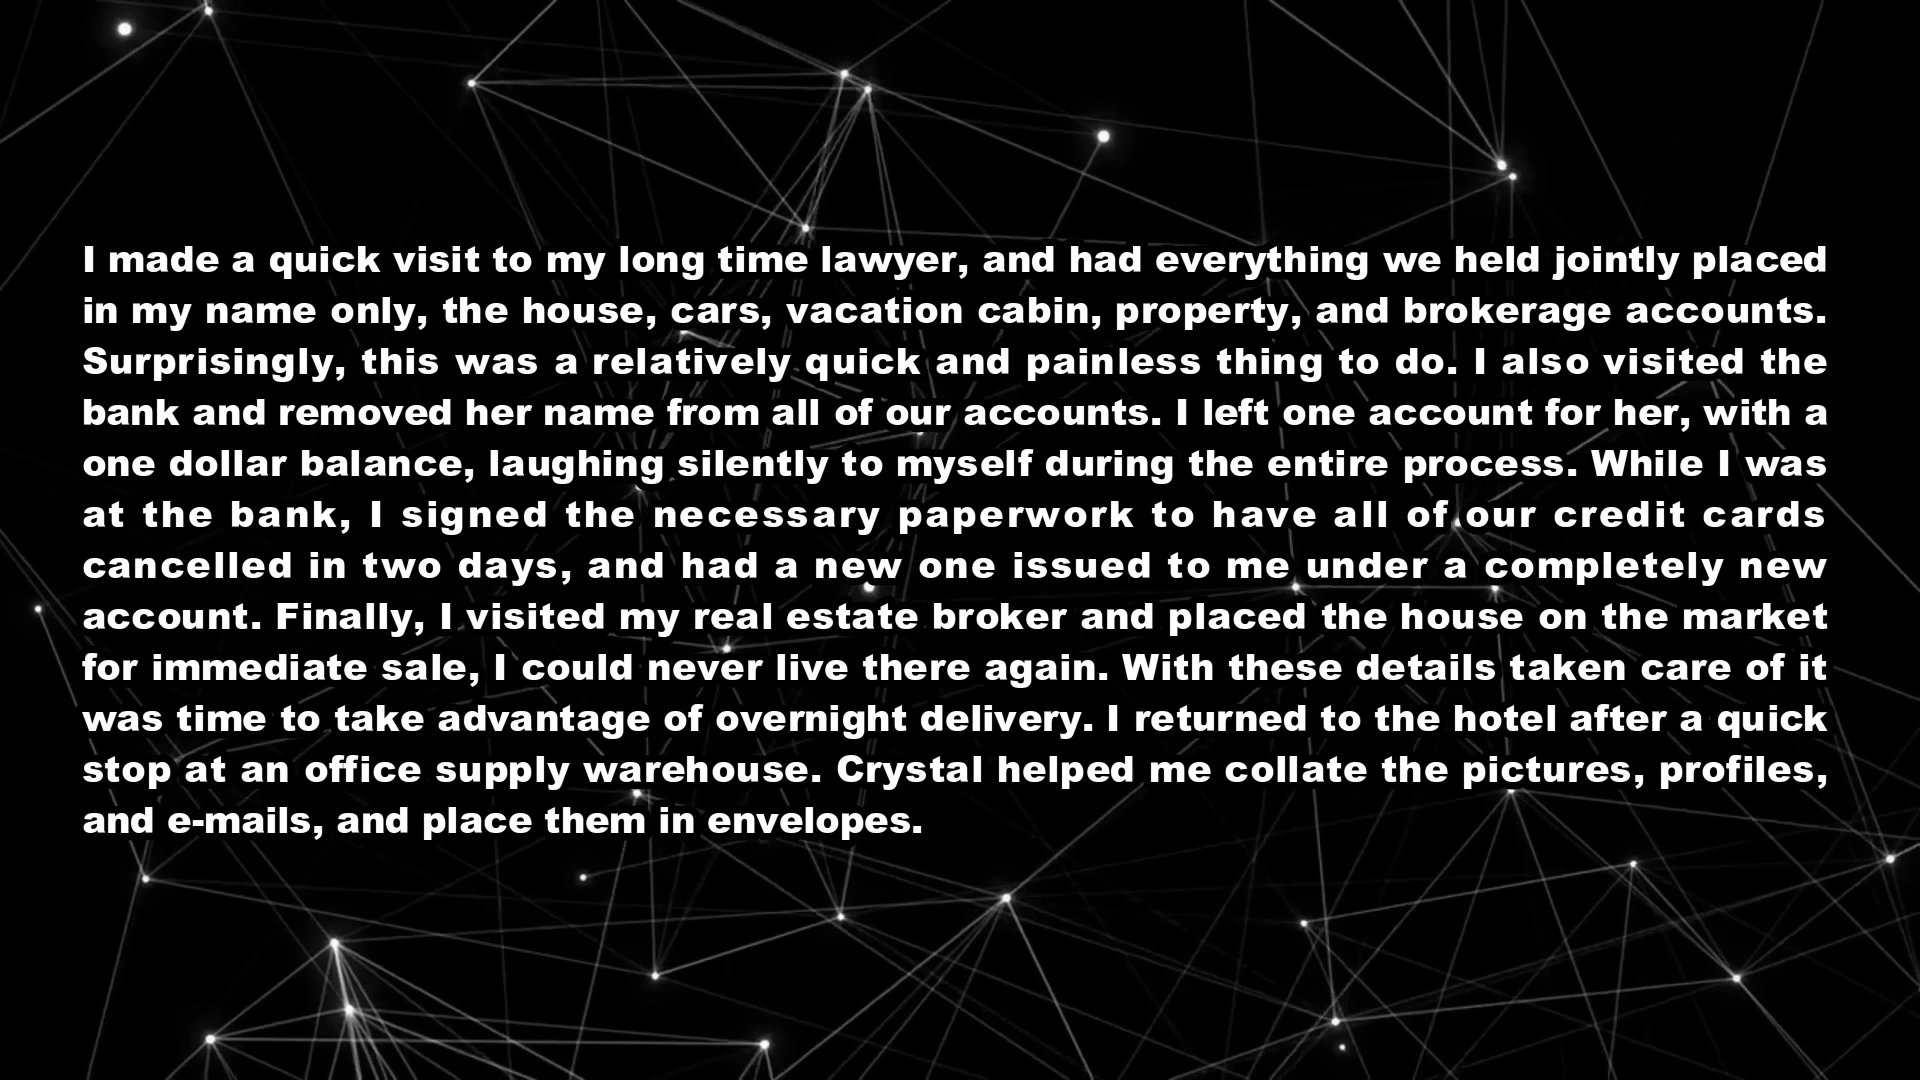 I made a quick visit to my long time lawyer, and had everything we held jointly placed
in my name only, the house, cars, vacation cabin, property, and brokerage accounts.
Surprisingly, this was a relatively quick and painless thing to do. I also visited the
bank and removed her name from all of our accounts. I left one account for her, with a
one dollar balance, laughing silently to myself during the entire process. While I was
at the bank, I signed the necessary paperwork to have all of our credit cards
cancelled in two days, and had a new one issued to me under a completely new
account. Finally, I visited my real estate broker and placed the house on the market
for immediate sale, I could never live there again. With these details taken care of it
was time to take advantage of overnight delivery. I returned to the hotel after a quick
stop at an office supply warehouse. Crystal helped me collate the pictures, profiles,
and e-mails, and place them in envelopes.